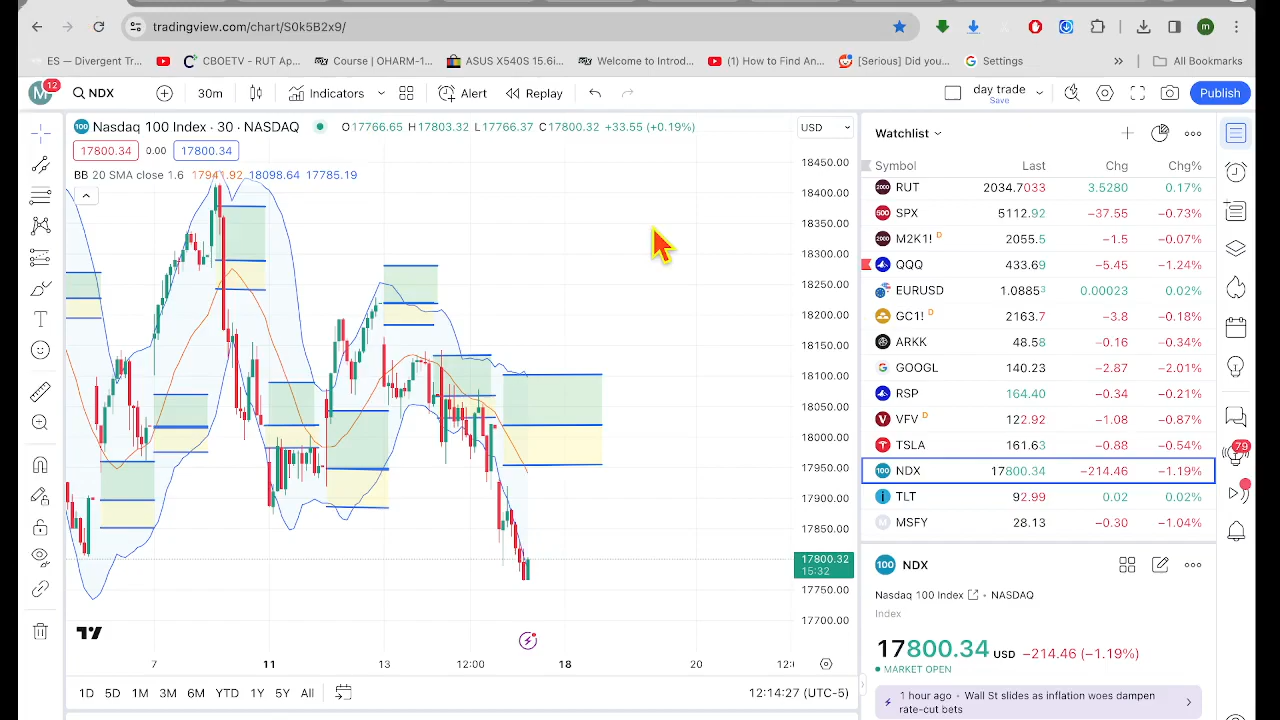 tradingview.com/chart/S0k5B2x9/
m
ES — Divergent Tr... CBOETV - RUT Ap... Course | OHARM-1... ASUS X540S 15.6i... Welcome to Introd... (1) How to Find An... [Serious] Did you... Settings » All Bookmarks
M 12 NDX 30m Indicators Alert Replay day trade Save Publish
Nasdaq 100 Index · 30 · NASDAQ O17766.65 H17803.32 L17766.37 C17800.32 +33.55 (+0.19%) USD
17800.34 0.00 17800.34
BB 20 SMA close 1.6 17941.92 18098.64 17785.19
18450.00
18400.00
18350.00
18300.00
18250.00
18200.00
18150.00
18100.00
18050.00
18000.00
17950.00
17900.00
17850.00
17800.32
15:32
17750.00
17700.00
7 11 13 12:00 18 20 12:0
1D 5D 1M 3M 6M YTD 1Y 5Y All 12:14:27 (UTC-5)
Watchlist
Symbol Last Chg Chg%
RUT 2034.7033 3.5280 0.17%
SPX 5112.92 −37.55 −0.73%
M2K1! D 2055.5 −1.5 −0.07%
QQQ 433.69 −5.45 −1.24%
EURUSD 1.08853 0.00023 0.02%
GC1! D 2163.7 −3.8 −0.18%
ARKK 48.58 −0.16 −0.34%
GOOGL 140.23 −2.87 −2.01%
RSP 164.40 −0.34 −0.21%
VFV D 122.92 −1.08 −0.87%
TSLA 161.63 −0.88 −0.54%
NDX 17800.34 −214.46 −1.19%
TLT 92.99 0.02 0.02%
MSFY 28.13 −0.30 −1.04%
79
100 NDX
Nasdaq 100 Index • NASDAQ
Index
17800.34 USD −214.46 (−1.19%)
MARKET OPEN
1 hour ago • Wall St slides as inflation woes dampen
rate-cut bets